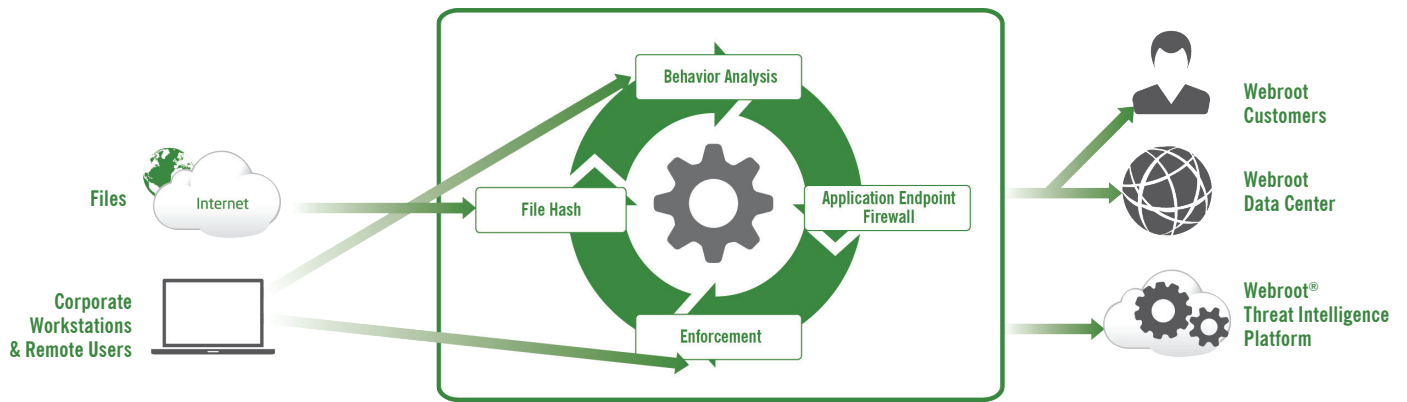 Files
Internet
Corporate
Workstations
& Remote Users
Behavior Analysis
File Hash
Application Endpoint
Firewall
Enforcement
Webroot
Customers
Webroot
Data Center
Webroot®
Threat Intelligence
Platform